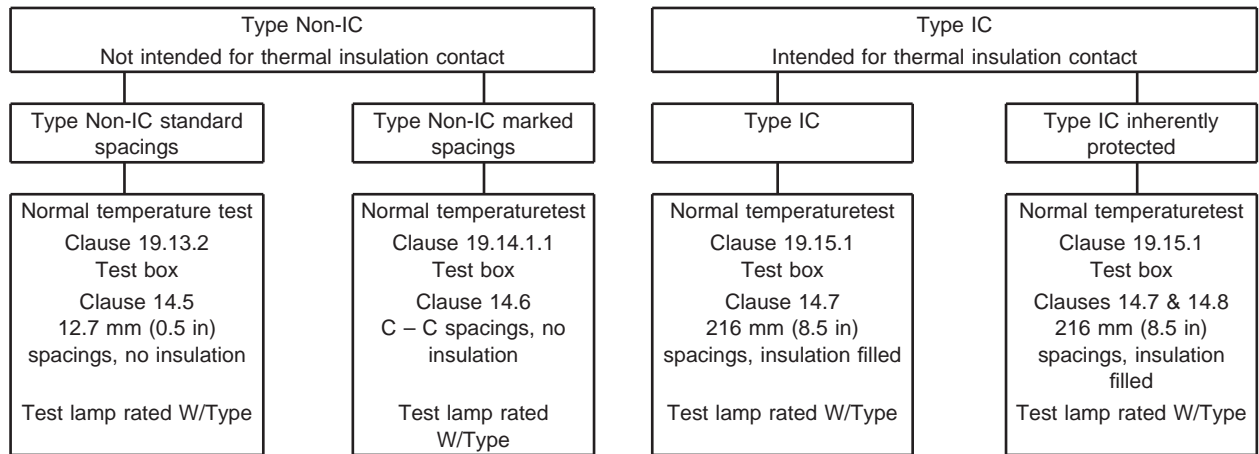 Type Non-IC
Not intended for thermal insulation contact
Type IC
Intended for thermal insulation contact
Type Non-IC standard
spacings
Type Non-IC marked
spacings
Type IC
Type IC inherently
protected
Normal temperature test
Clause 19.13.2
Test box
Clause 14.5
12.7 mm (0.5 in)
spacings, no insulation
Test lamp rated W/Type
Normal temperaturetest
Clause 19.14.1.1
Test box
Clause 14.6
C – C spacings, no
insulation
Test lamp rated
W/Type
Normal temperaturetest
Clause 19.15.1
Test box
Clause 14.7
216 mm (8.5 in)
spacings, insulation filled
Test lamp rated W/Type
Normal temperaturetest
Clause 19.15.1
Test box
Clauses 14.7 & 14.8
216 mm (8.5 in)
spacings, insulation
filled
Test lamp rated W/Type